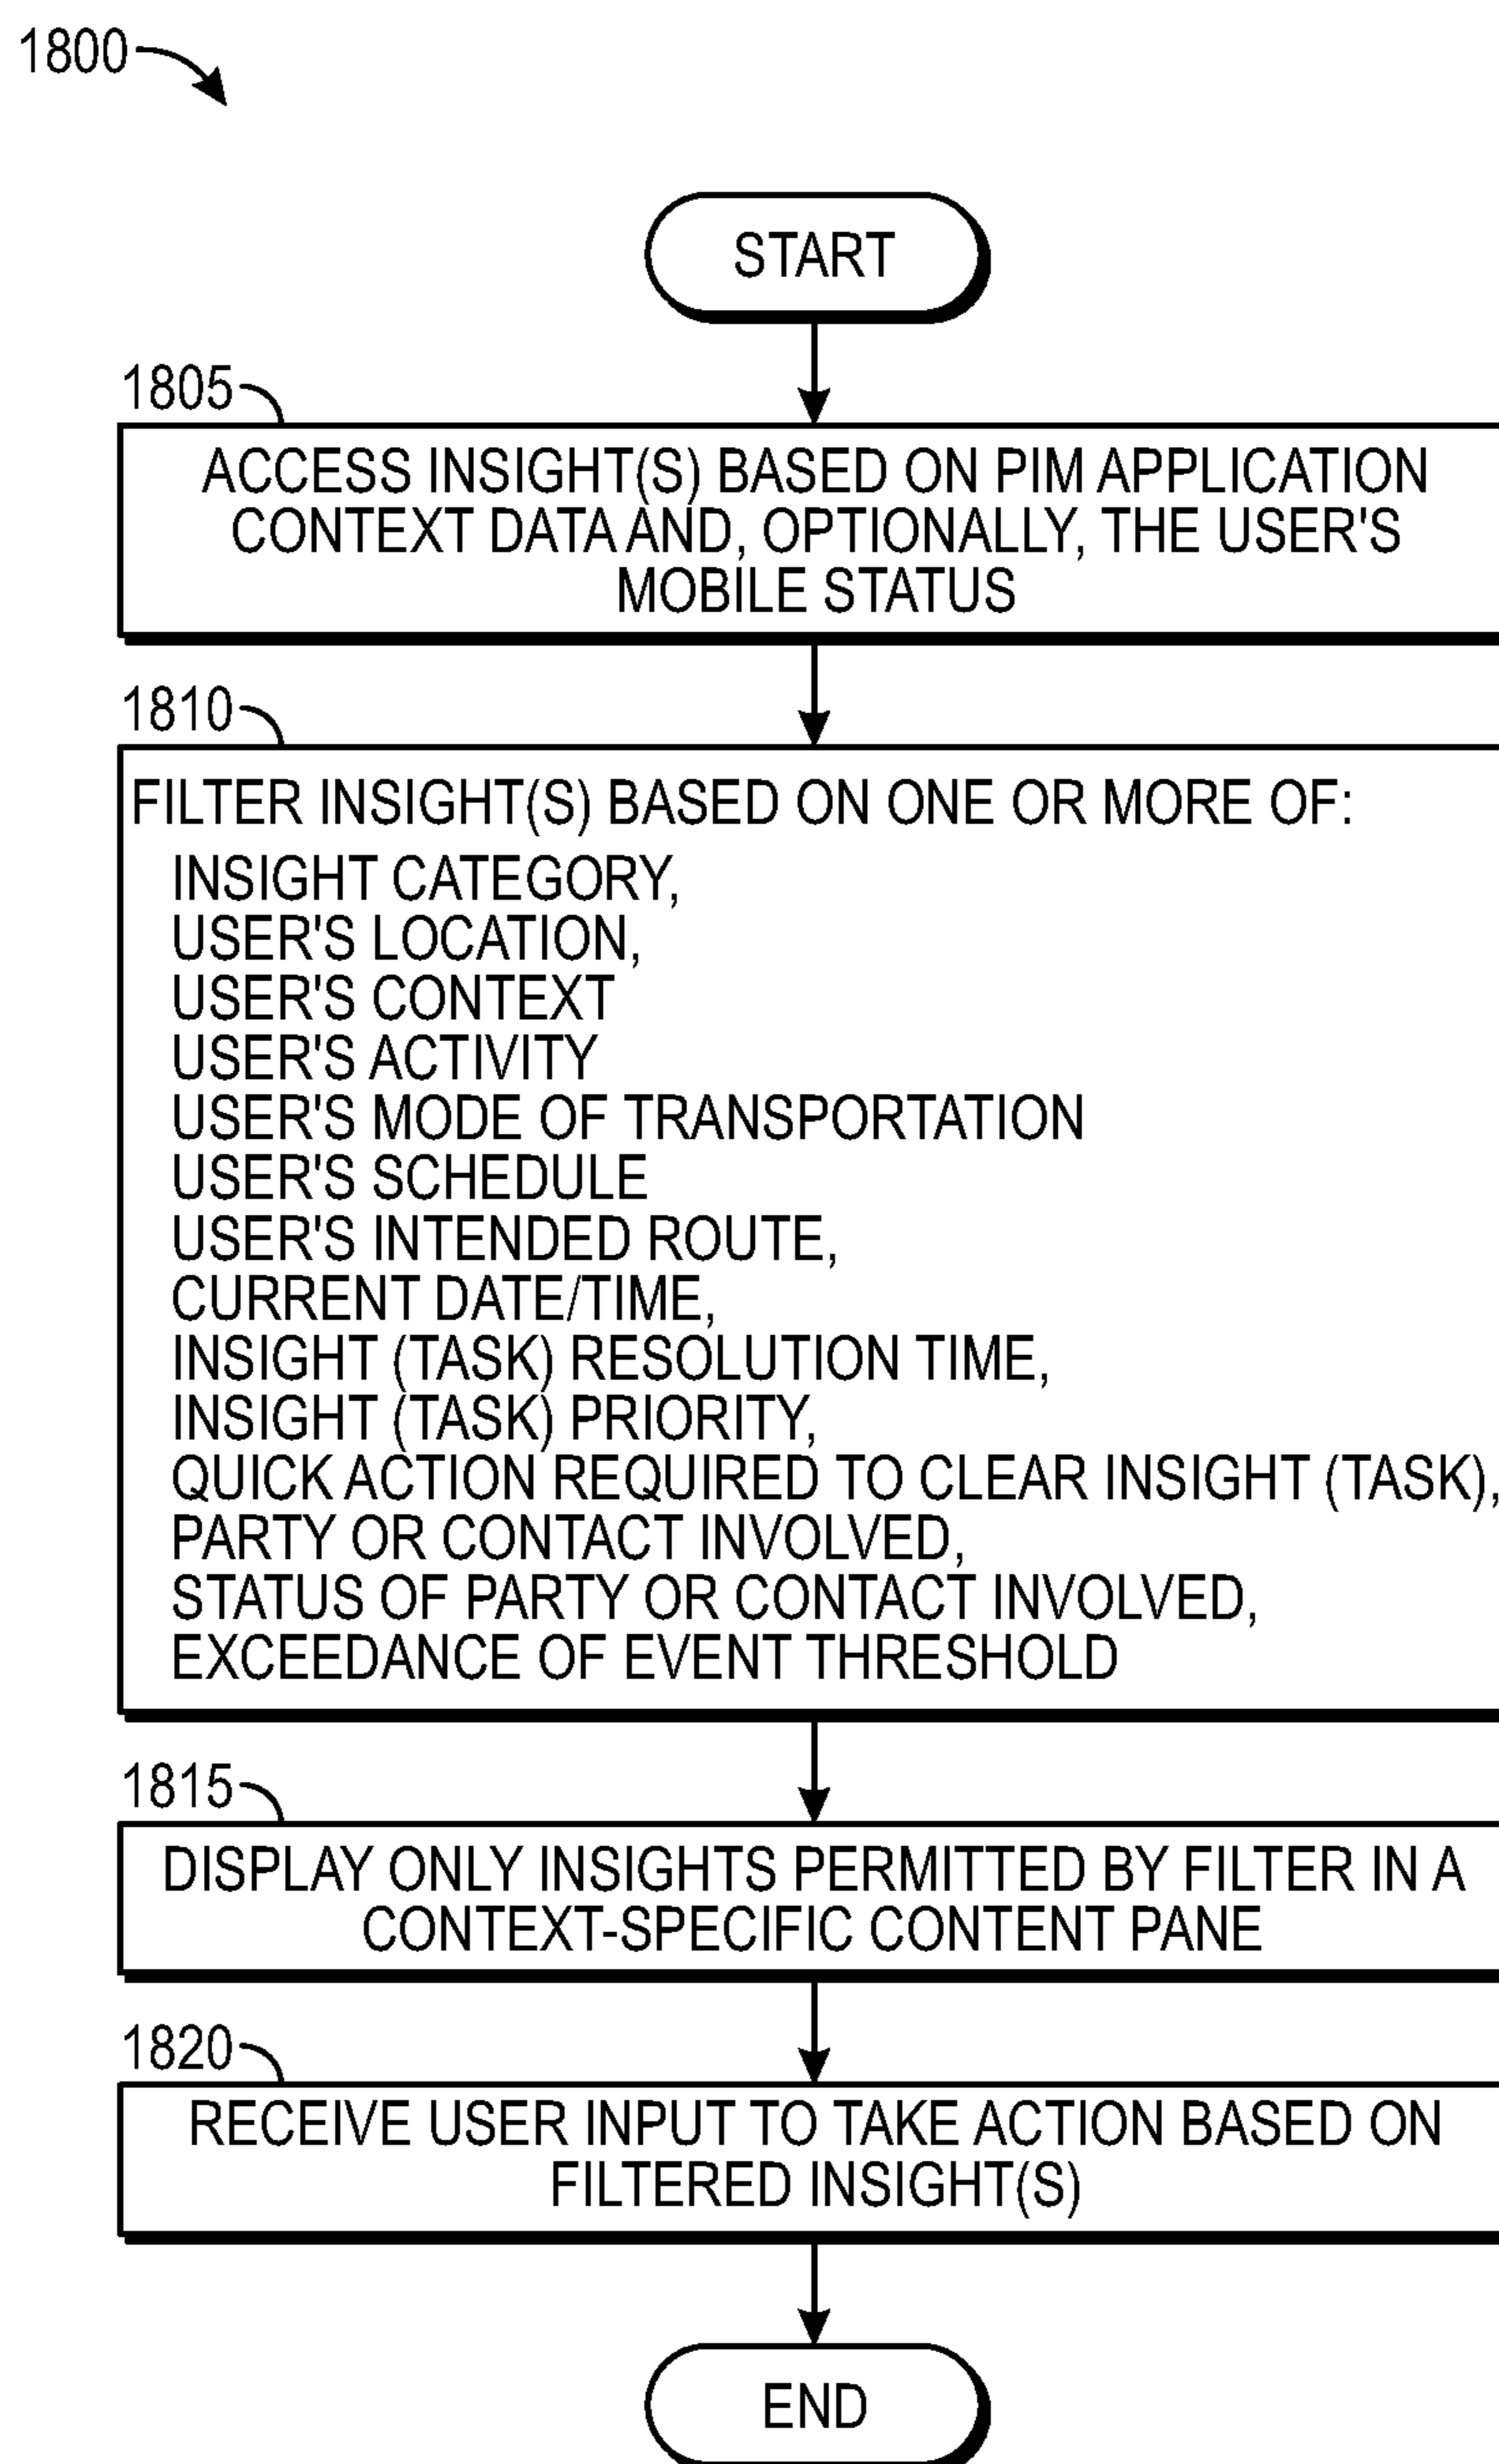 1800
START
1805
ACCESS INSIGHT(S) BASED ON PIM APPLICATION
CONTEXT DATA AND, OPTIONALLY, THE USER'S
MOBILE STATUS
1810
FILTER INSIGHT(S) BASED ON ONE OR MORE OF:
INSIGHT CATEGORY,
USER'S LOCATION,
USER'S CONTEXT
USER'S ACTIVITY
USER'S MODE OF TRANSPORTATION
USER'S SCHEDULE
USER'S INTENDED ROUTE,
CURRENT DATE/TIME,
INSIGHT (TASK) RESOLUTION TIME,
INSIGHT (TASK) PRIORITY,
QUICK ACTION REQUIRED TO CLEAR INSIGHT (TASK),
PARTY OR CONTACT INVOLVED,
STATUS OF PARTY OR CONTACT INVOLVED,
EXCEEDANCE OF EVENT THRESHOLD
1815
DISPLAY ONLY INSIGHTS PERMITTED BY FILTER IN A
CONTEXT-SPECIFIC CONTENT PANE
1820
RECEIVE USER INPUT TO TAKE ACTION BASED ON
FILTERED INSIGHT(S)
END